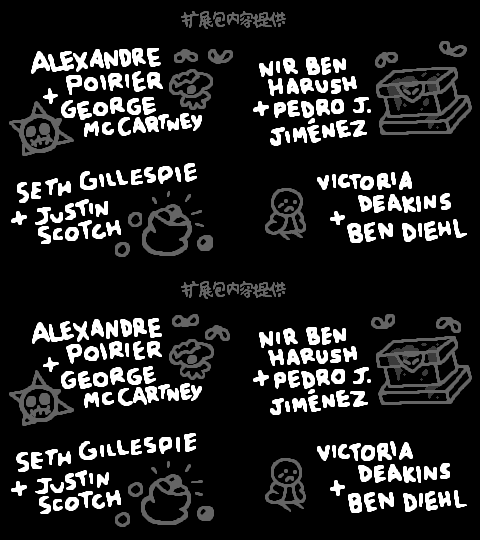 扩展包内容提供
ALEXANDRE
POIRIER
+ GEORGE
MCCARTNEY
NIR BEN
HARUSH
+ PEDRO J.
JIMÉNEZ
SETH GILLESPIE
+ JUSTIN
SCOTCH
VICTORIA
DEAKINS
+
BEN DIEHL
扩展包内容提供
ALEXANDRE
POIRIER
+ GEORGE
MCCARTNEY
NIR BEN
HARUSH
+ PEDRO J.
JIMÉNEZ
SETH GILLESPIE
+ JUSTIN
SCOTCH
VICTORIA
DEAKINS
+
BEN DIEHL